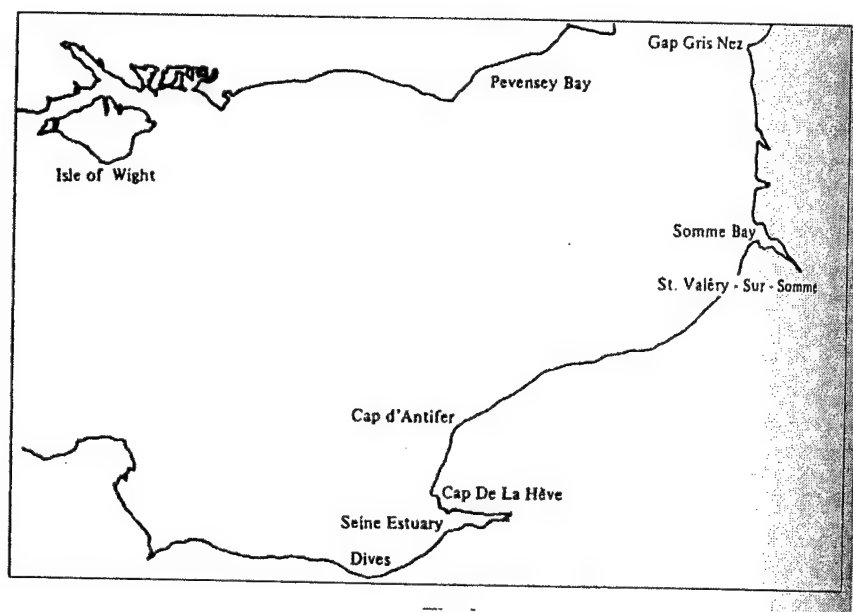 Gap Gris Nez
Pevensey Bay
Isle of Wight
Somme Bay
St. Valêry - Sur - Somme
Cap d'Antifer
Cap De La Hêve
Seine Estuary
Dives